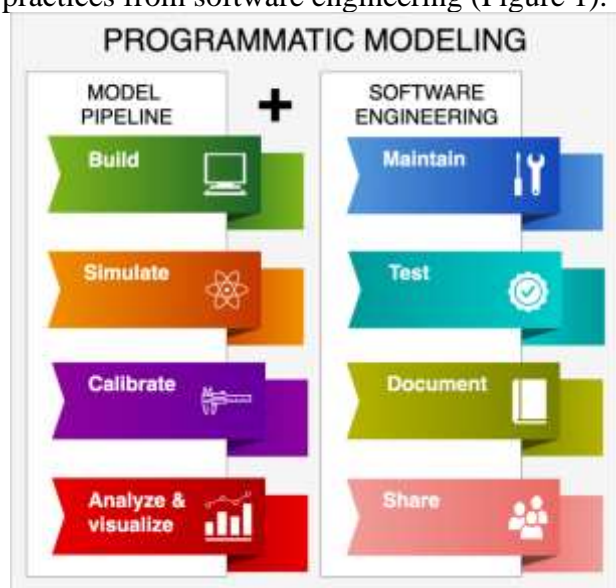 practices from software engineering (Figure 1).
PROGRAMMATIC MODELING
MODEL
PIPELINE
+
SOFTWARE
ENGINEERING
Build
Maintain
Simulate
Test
Calibrate
Document
Analyze &
visualize
Share